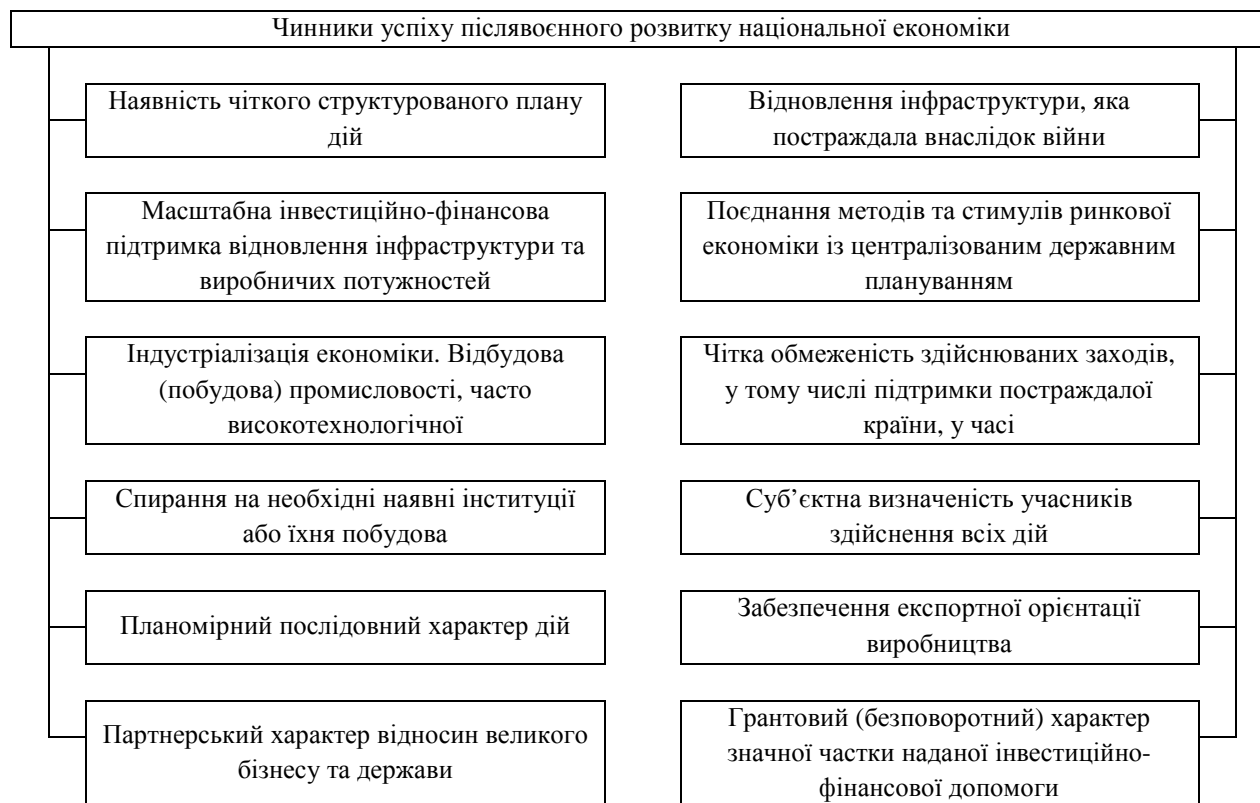 Чинники успіху післявоєнного розвитку національної економіки
Наявність чіткого структурованого плану
дій
Масштабна інвестиційно-фінансова
підтримка відновлення інфраструктури та
виробничих потужностей
Індустріалізація економіки. Відбудова
(побудова) промисловості, часто
високотехнологічної
Спирання на необхідні наявні інституції
або їхня побудова
Планомірний послідовний характер дій
Партнерський характер відносин великого
бізнесу та держави
Відновлення інфраструктури, яка
постраждала внаслідок війни
Поєднання методів та стимулів ринкової
економіки із централізованим державним
плануванням
Чітка обмеженість здійснюваних заходів,
у тому числі підтримки постраждалої
країни, у часі
Суб’єктна визначеність учасників
здійснення всіх дій
Забезпечення експортної орієнтації
виробництва
Грантовий (безповоротний) характер
значної частки наданої інвестиційно-
фінансової допомоги